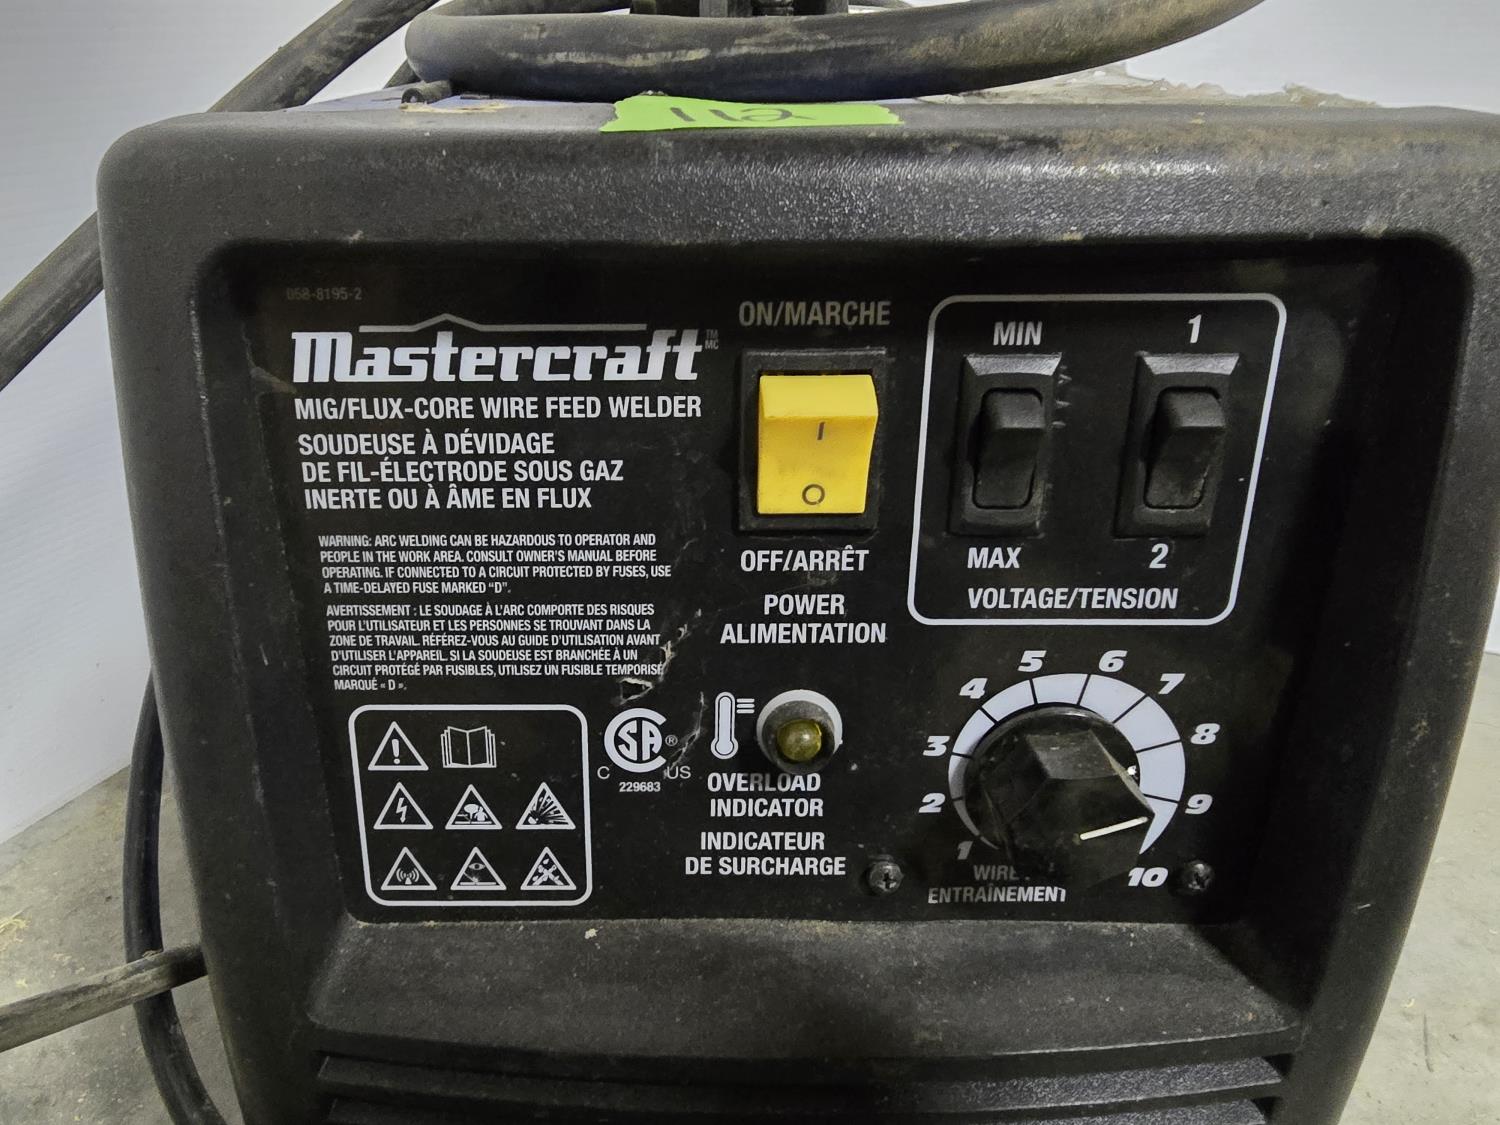 112
058-8195-2
Mastercraft™ MC
MIG/FLUX-CORE WIRE FEED WELDER
SOUDEUSE À DÉVIDAGE
DE FIL-ÉLECTRODE SOUS GAZ
INERTE OU À ÂME EN FLUX
WARNING: ARC WELDING CAN BE HAZARDOUS TO OPERATOR AND
PEOPLE IN THE WORK AREA. CONSULT OWNER'S MANUAL BEFORE
OPERATING. IF CONNECTED TO A CIRCUIT PROTECTED BY FUSES, USE
A TIME-DELAYED FUSE MARKED "D".
AVERTISSEMENT : LE SOUDAGE À L'ARC COMPORTE DES RISQUES
POUR L'UTILISATEUR ET LES PERSONNES SE TROUVANT DANS LA
ZONE DE TRAVAIL. RÉFÉREZ-VOUS AU GUIDE D'UTILISATION AVANT
D'UTILISER L'APPAREIL. SI LA SOUDEUSE EST BRANCHÉE À UN
CIRCUIT PROTÉGÉ PAR FUSIBLES, UTILISEZ UN FUSIBLE TEMPORISÉ
MARQUÉ « D ».
C SA ® US
229683
ON/MARCHE
I
O
OFF/ARRÊT
POWER
ALIMENTATION
OVERLOAD
INDICATOR
INDICATEUR
DE SURCHARGE
MIN 1
MAX 2
VOLTAGE/TENSION
1 2 3 4 5 6 7 8 9 10
WIRE
ENTRAÎNEMENT